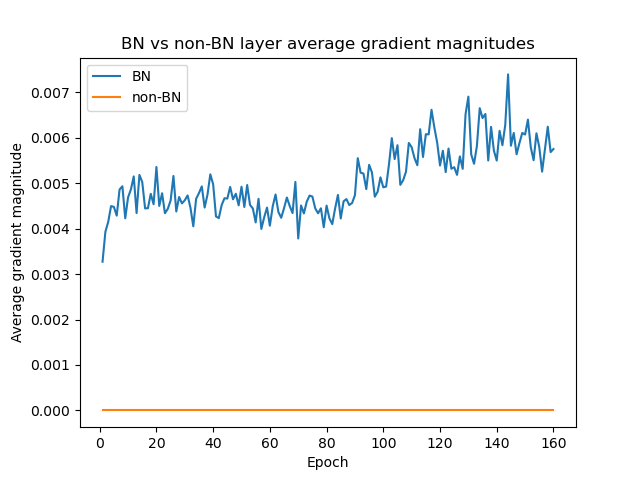 BN vs non-BN layer average gradient magnitudes
BN
non-BN
Average gradient magnitude
0.007
0.006
0.005
0.004
0.003
0.002
0.001
0.000
0 20 40 60 80 100 120 140 160
Epoch